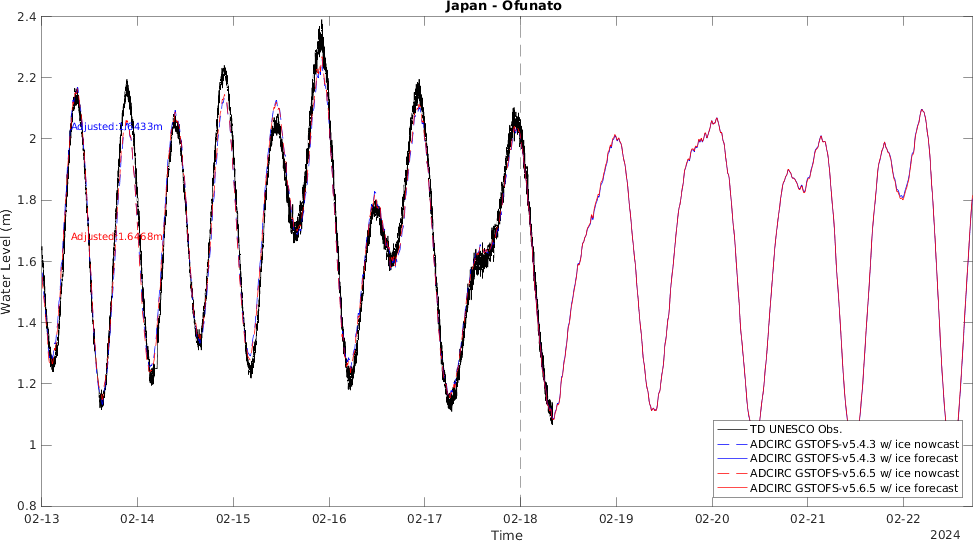 Japan - Ofunato
2.4
2.2
2
1.8
1.6
1.4
1.2
1
0.8
Water Level (m)
Adjusted:1.6433m
Adjusted:1.6468m
TD UNESCO Obs.
ADCIRC GSTOFS-v5.4.3 w/ ice nowcast
ADCIRC GSTOFS-v5.4.3 w/ ice forecast
ADCIRC GSTOFS-v5.6.5 w/ ice nowcast
ADCIRC GSTOFS-v5.6.5 w/ ice forecast
02-13 02-14 02-15 02-16 02-17 02-18 02-19 02-20 02-21 02-22
Time
2024